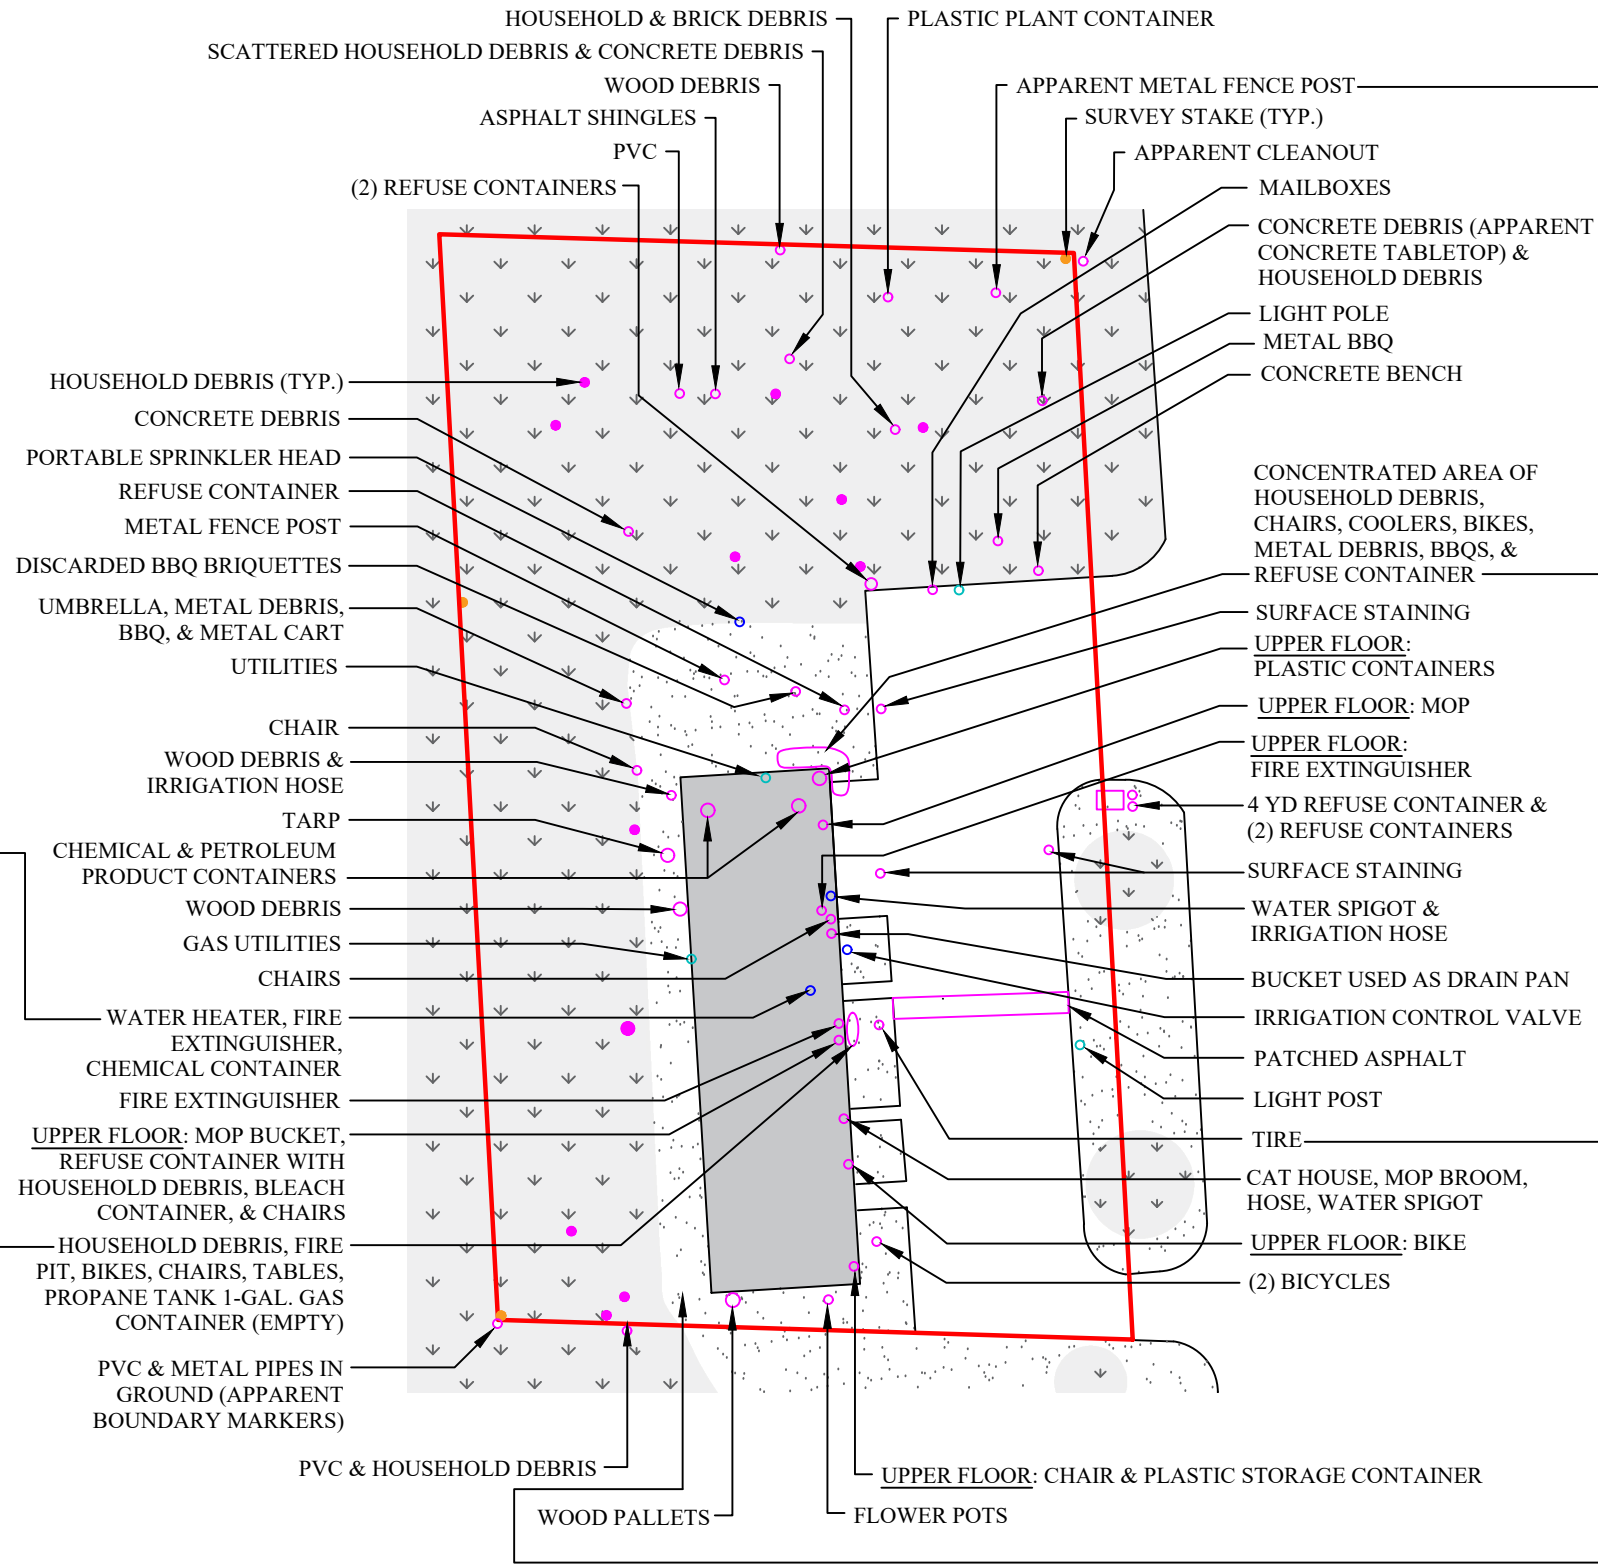 HOUSEHOLD & BRICK DEBRIS
PLASTIC PLANT CONTAINER
SCATTERED HOUSEHOLD DEBRIS & CONCRETE DEBRIS
WOOD DEBRIS
APPARENT METAL FENCE POST
ASPHALT SHINGLES
SURVEY STAKE (TYP.)
PVC
APPARENT CLEANOUT
(2) REFUSE CONTAINERS
MAILBOXES
CONCRETE DEBRIS (APPARENT
CONCRETE TABLETOP) &
HOUSEHOLD DEBRIS
LIGHT POLE
METAL BBQ
CONCRETE BENCH
HOUSEHOLD DEBRIS (TYP.)
CONCRETE DEBRIS
PORTABLE SPRINKLER HEAD
REFUSE CONTAINER
METAL FENCE POST
DISCARDED BBQ BRIQUETTES
UMBRELLA, METAL DEBRIS,
BBQ, & METAL CART
UTILITIES
CHAIR
WOOD DEBRIS &
IRRIGATION HOSE
TARP
CHEMICAL & PETROLEUM
PRODUCT CONTAINERS
WOOD DEBRIS
GAS UTILITIES
CHAIRS
WATER HEATER, FIRE
EXTINGUISHER,
CHEMICAL CONTAINER
FIRE EXTINGUISHER
UPPER FLOOR: MOP BUCKET,
REFUSE CONTAINER WITH
HOUSEHOLD DEBRIS, BLEACH
CONTAINER, & CHAIRS
HOUSEHOLD DEBRIS, FIRE
PIT, BIKES, CHAIRS, TABLES,
PROPANE TANK 1-GAL. GAS
CONTAINER (EMPTY)
PVC & METAL PIPES IN
GROUND (APPARENT
BOUNDARY MARKERS)
CONCENTRATED AREA OF
HOUSEHOLD DEBRIS,
CHAIRS, COOLERS, BIKES,
METAL DEBRIS, BBQS, &
REFUSE CONTAINER
SURFACE STAINING
UPPER FLOOR:
PLASTIC CONTAINERS
UPPER FLOOR: MOP
UPPER FLOOR:
FIRE EXTINGUISHER
4 YD REFUSE CONTAINER &
(2) REFUSE CONTAINERS
SURFACE STAINING
WATER SPIGOT &
IRRIGATION HOSE
BUCKET USED AS DRAIN PAN
IRRIGATION CONTROL VALVE
PATCHED ASPHALT
LIGHT POST
TIRE
CAT HOUSE, MOP BROOM,
HOSE, WATER SPIGOT
UPPER FLOOR: BIKE
(2) BICYCLES
PVC & HOUSEHOLD DEBRIS
UPPER FLOOR: CHAIR & PLASTIC STORAGE CONTAINER
WOOD PALLETS
FLOWER POTS